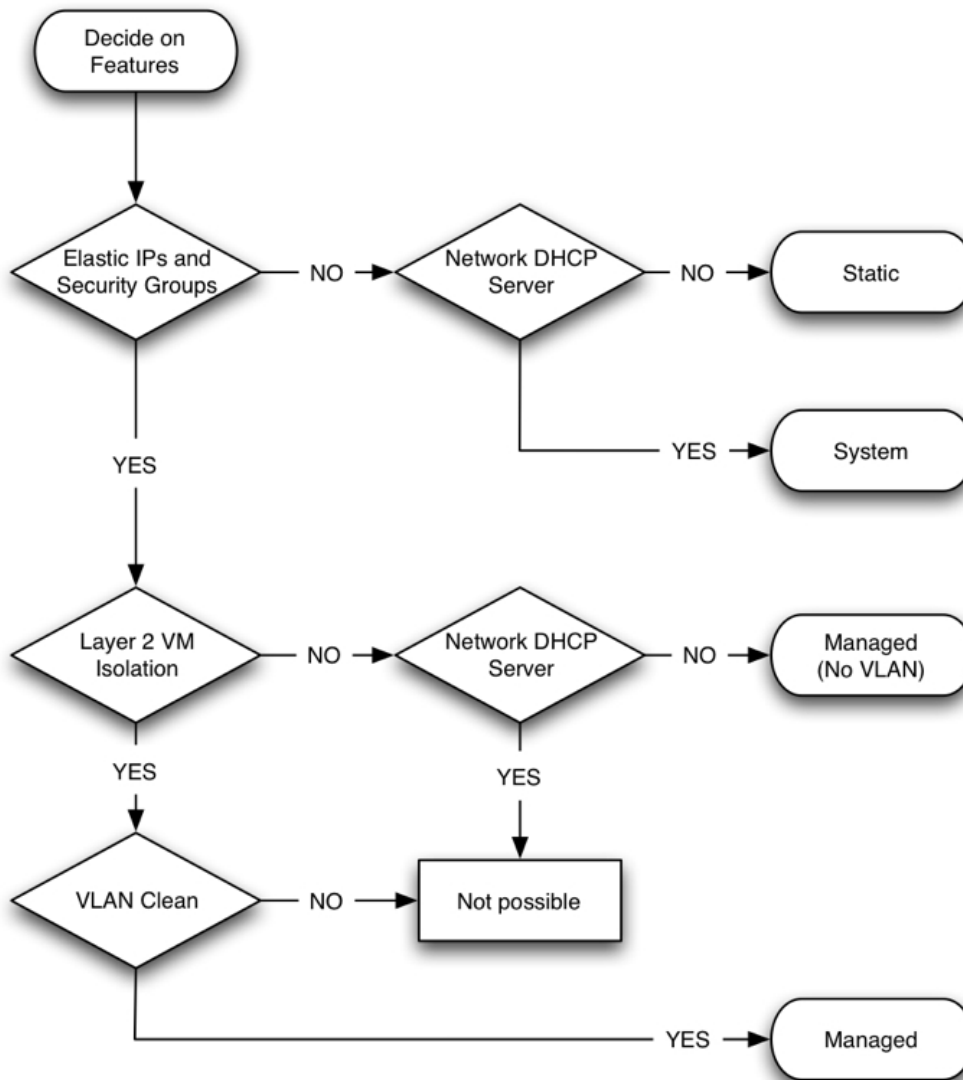 Decide on
Features
Elastic IPs and
Security Groups
NO
Network DHCP
Server
NO
Static
YES
System
YES
Layer 2 VM
Isolation
NO
Network DHCP
Server
NO
Managed
(No VLAN)
YES
YES
VLAN Clean
NO
Not possible
YES
Managed